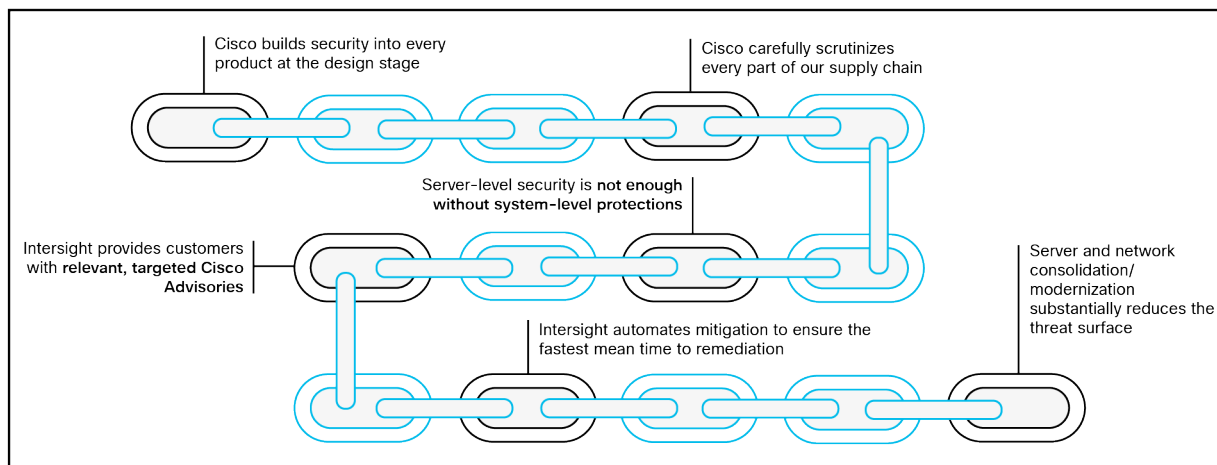 Cisco builds security into every
product at the design stage
Cisco carefully scrutinizes
every part of our supply chain
Server-level security is not enough
without system-level protections
Intersight provides customers
with relevant, targeted Cisco
Advisories
Server and network
consolidation/
modernization
substantially reduces the
threat surface
Intersight automates mitigation to ensure the
fastest mean time to remediation